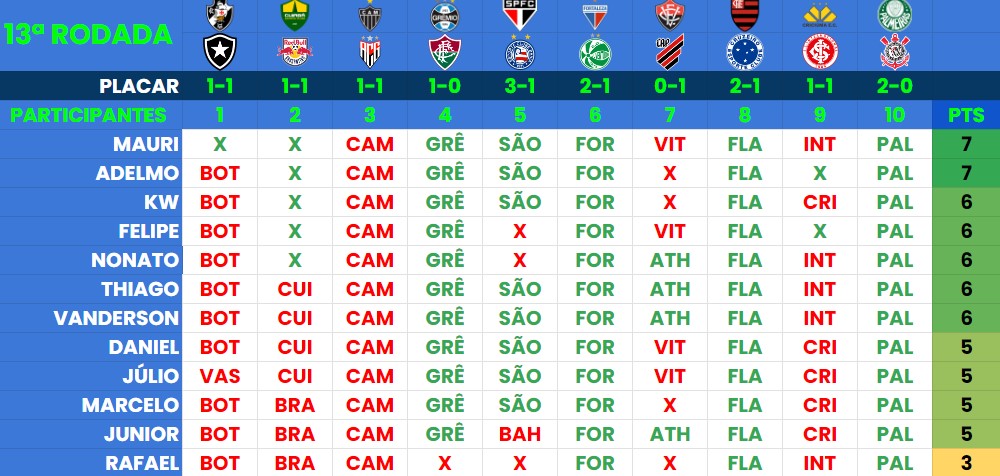 13ª RODADA
PLACAR 1-1 1-1 1-1 1-0 3-1 2-1 0-1 2-1 1-1 2-0
PARTICIPANTES 1 2 3 4 5 6 7 8 9 10 PTS
MAURI X X CAM GRÊ SÃO FOR VIT FLA INT PAL 7
ADELMO BOT X CAM GRÊ SÃO FOR X FLA X PAL 7
KW BOT X CAM GRÊ SÃO FOR X FLA CRI PAL 6
FELIPE BOT X CAM GRÊ X FOR VIT FLA X PAL 6
NONATO BOT X CAM GRÊ X FOR ATH FLA INT PAL 6
THIAGO BOT CUI CAM GRÊ SÃO FOR ATH FLA INT PAL 6
VANDERSON BOT CUI CAM GRÊ SÃO FOR ATH FLA INT PAL 6
DANIEL BOT CUI CAM GRÊ SÃO FOR VIT FLA CRI PAL 5
JÚLIO VAS CUI CAM GRÊ SÃO FOR VIT FLA CRI PAL 5
MARCELO BOT BRA CAM GRÊ SÃO FOR X FLA CRI PAL 5
JUNIOR BOT BRA CAM GRÊ BAH FOR ATH FLA CRI PAL 5
RAFAEL BOT BRA CAM X X FOR X FLA INT PAL 3